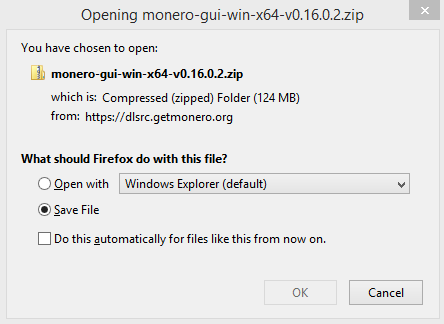 Opening monero-gui-win-x64-v0.16.0.2.zip
You have chosen to open:
monero-gui-win-x64-v0.16.0.2.zip
which is: Compressed (zipped) Folder (124 MB)
from: https://dlsrc.getmonero.org
What should Firefox do with this file?
Open with Windows Explorer (default)
Save File
Do this automatically for files like this from now on.
OK Cancel